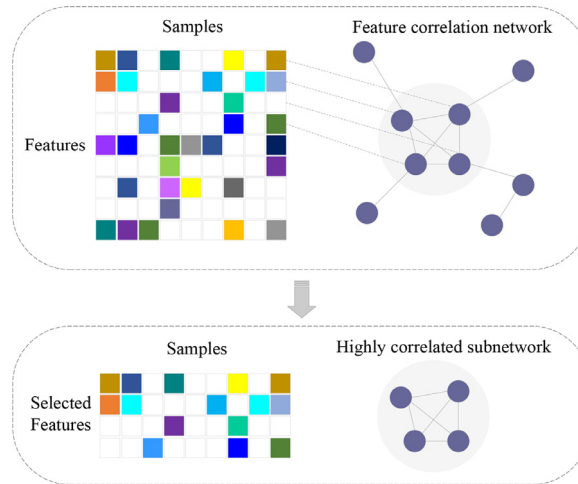 Samples
Feature correlation network
Features
Samples
Highly correlated subnetwork
Selected
Features